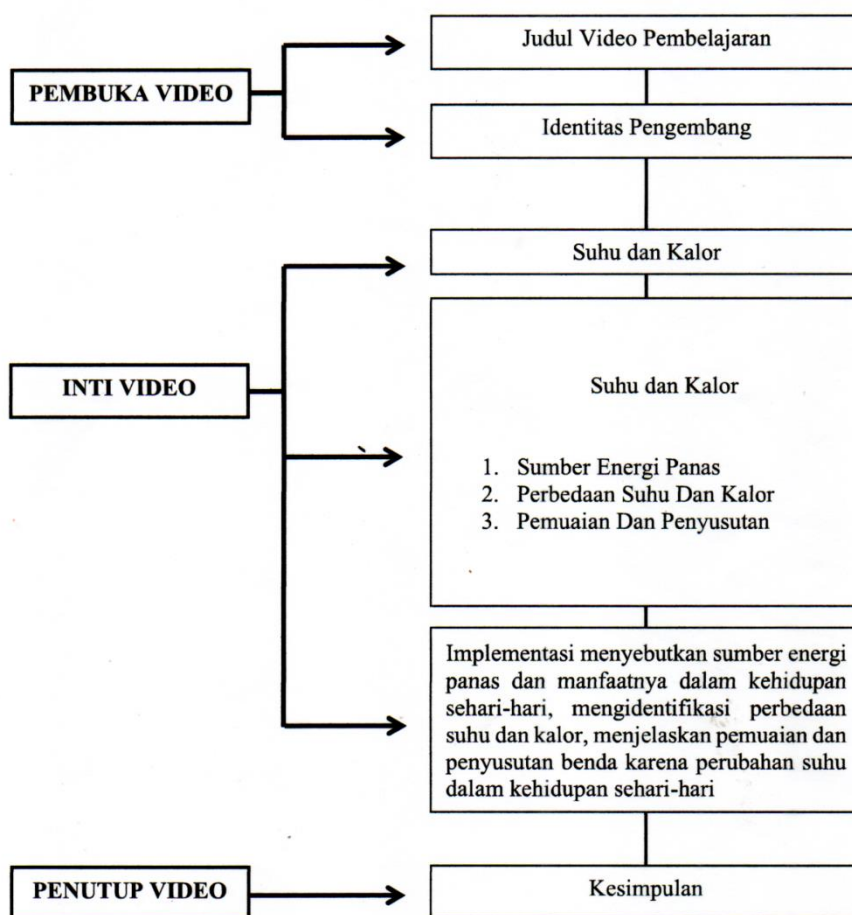 Judul Video Pembelajaran
PEMBUKA VIDEO
Identitas Pengembang
Suhu dan Kalor
INTI VIDEO
Suhu dan Kalor
1. Sumber Energi Panas
2. Perbedaan Suhu Dan Kalor
3. Pemuaian Dan Penyusutan
Implementasi menyebutkan sumber energi
panas dan manfaatnya dalam kehidupan
sehari-hari, mengidentifikasi perbedaan
suhu dan kalor, menjelaskan pemuaian dan
penyusutan benda karena perubahan suhu
dalam kehidupan sehari-hari
PENUTUP VIDEO
Kesimpulan